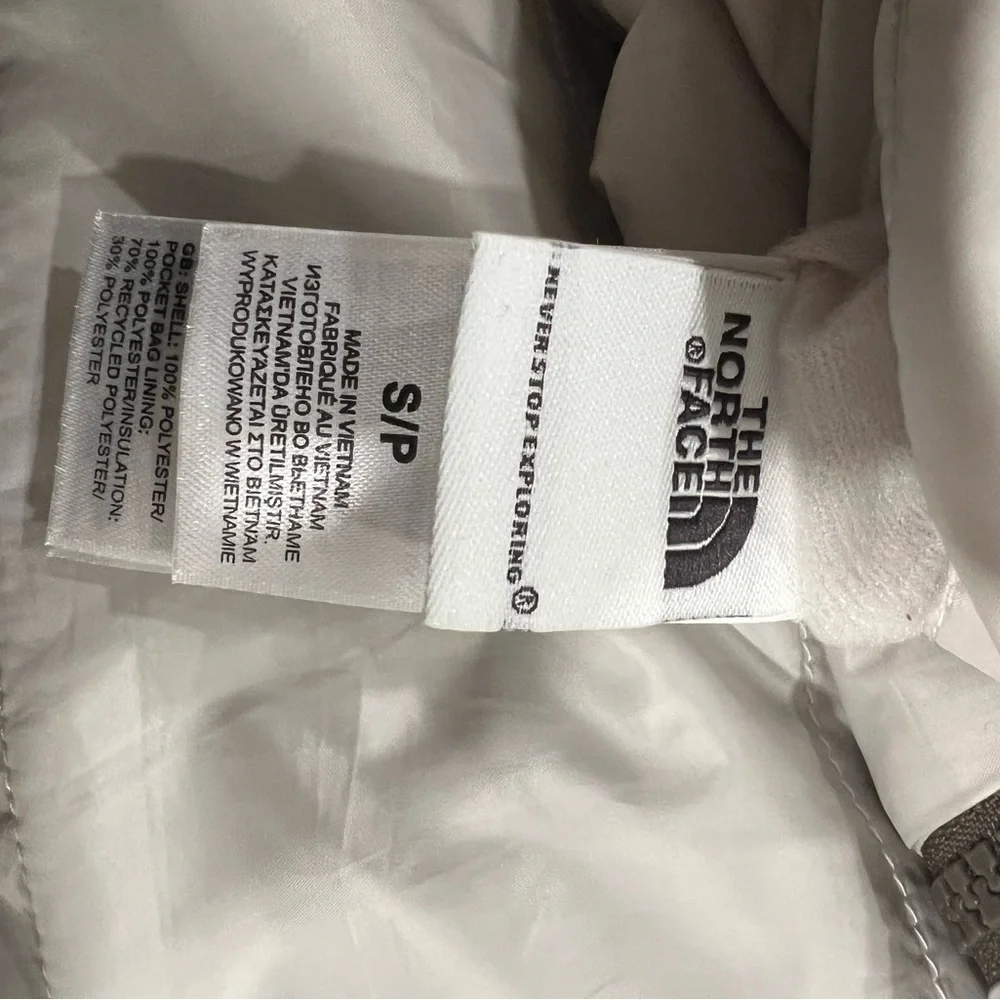 THE
NORTH
FACE®
NEVER STOP EXPLORING ®
S/P
MADE IN VIETNAM
FABRIQUÉ AU VIETNAM
ИЗГОТОВЛЕНО ВО ВЬЕТНАМЕ
VIETNAM'DA ÜRETILMIŞTIR.
ΚΑΤΑΣΚΕΥΑΖΕΤΑΙ ΣΤΟ ΒΙΕΤΝΑΜ
WYPRODUKOWANO W WIETNAMIE
GB: SHELL: 100% POLYESTER/
POCKET BAG LINING:
100% POLYESTER/INSULATION:
70% RECYCLED POLYESTER/
30% POLYESTER